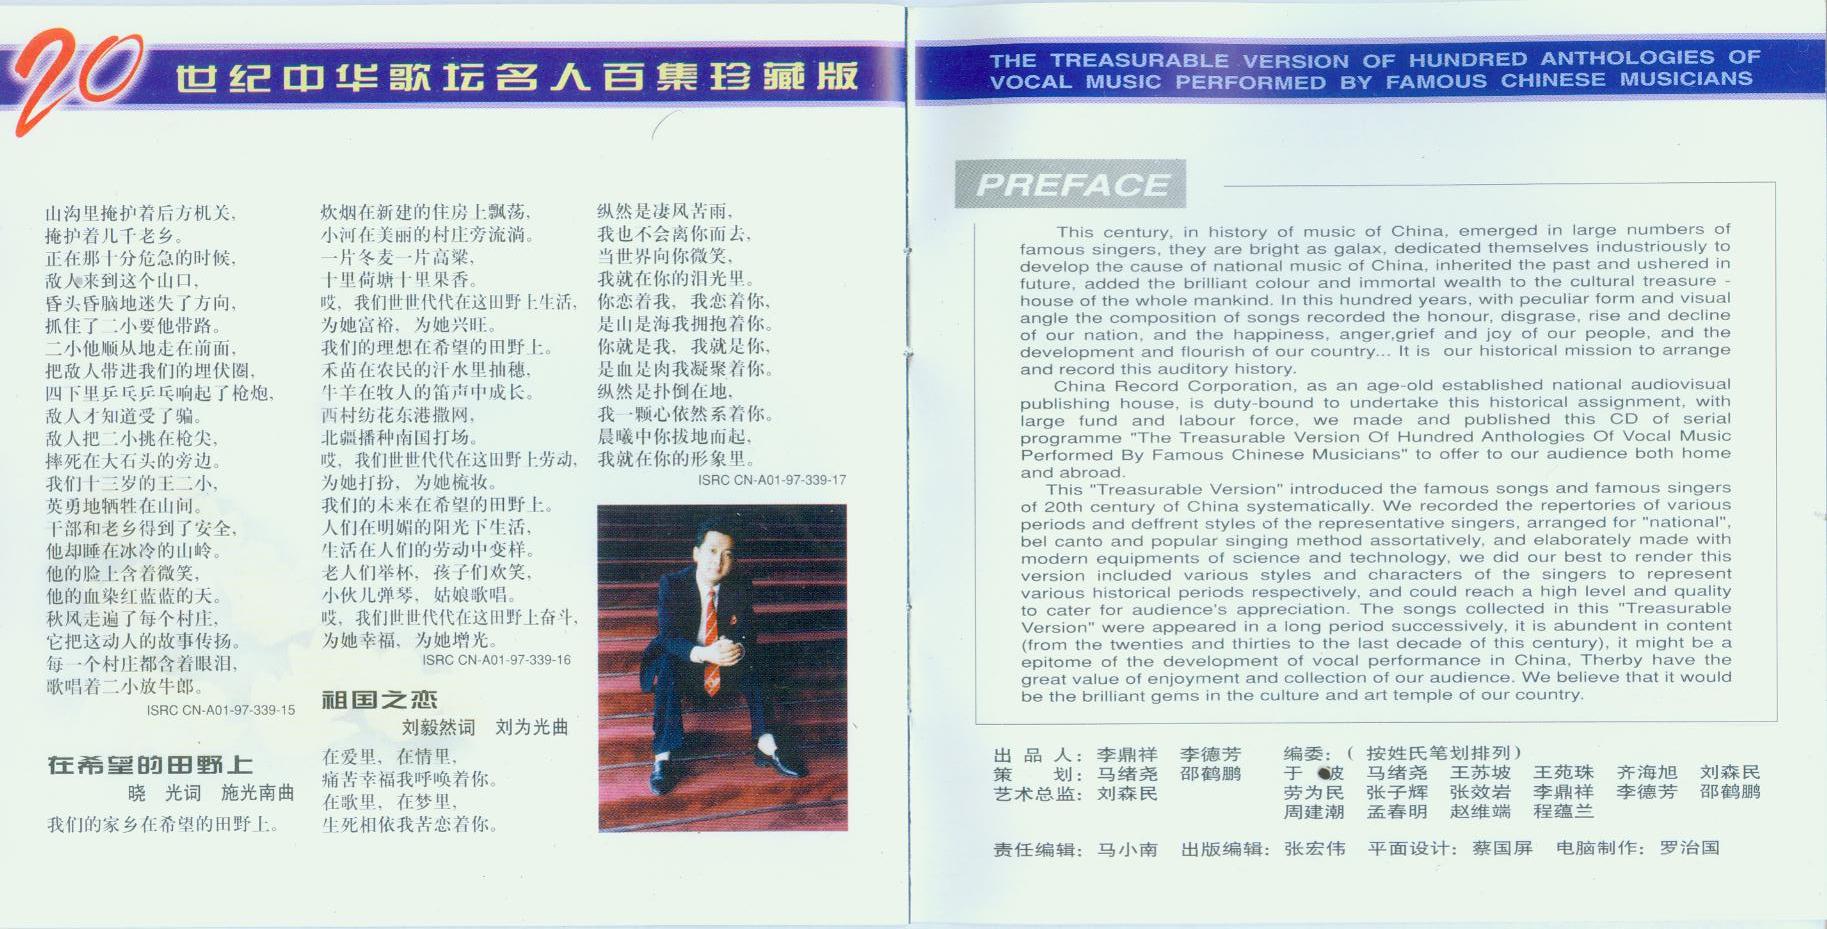 20世纪中华歌坛名人百集珍藏版
山沟里掩护着后方机关,
掩护着几千老乡。
正在那十分危急的时候,
敌人来到这个山口,
昏头昏脑地迷失了方向,
抓住了二小要他带路。
二小他顺从地走在前面,
把敌人带进我们的埋伏圈,
四下里乒乓乒乓响起了枪炮,
敌人才知道受了骗。
敌人把二小挑在枪尖,
摔死在大石头的旁边。
我们十三岁的王二小,
英勇地牺牲在山间。
干部和老乡得到了安全,
他却睡在冰冷的山岭。
他的脸上含着微笑,
他的血染红蓝蓝的天。
秋风走遍了每个村庄,
它把这动人的故事传扬。
每一个村庄都含着眼泪,
歌唱着二小放牛郎。
ISRC CN-A01-97-339-15
在希望的田野上
晓 光词 施光南曲
我们的家乡在希望的田野上。
炊烟在新建的住房上飘荡,
小河在美丽的村庄旁流淌。
一片冬麦一片高粱,
十里荷塘十里果香。
哎, 我们世世代代在这田野上生活,
为她富裕, 为她兴旺。
我们的理想在希望的田野上。
禾苗在农民的汗水里抽穗,
牛羊在牧人的笛声中成长。
西村纺花东港撒网,
北疆播种南国打场。
哎, 我们世世代代在这田野上劳动,
为她打扮, 为她梳妆。
我们的未来在希望的田野上。
人们在明媚的阳光下生活,
生活在人们的劳动中变样。
老人们举杯, 孩子们欢笑,
小伙儿弹琴, 姑娘歌唱。
哎, 我们世世代代在这田野上奋斗,
为她幸福, 为她增光。
ISRC CN-A01-97-339-16
祖国之恋
刘毅然词 刘为光曲
在爱里, 在情里,
痛苦幸福我呼唤着你。
在歌里, 在梦里,
生死相依我苦恋着你。
纵然是凄风苦雨,
我也不会离你而去,
当世界向你微笑,
我就在你的泪光里。
你恋着我, 我恋着你,
是山是海我拥抱着你。
你就是我, 我就是你,
是血是肉我凝聚着你。
纵然是扑倒在地,
我一颗心依然系着你。
晨曦中你拔地而起,
我就在你的形象里。
ISRC CN-A01-97-339-17
THE TREASURABLE VERSION OF HUNDRED ANTHOLOGIES OF
VOCAL MUSIC PERFORMED BY FAMOUS CHINESE MUSICIANS
PREFACE
This century, in history of music of China, emerged in large numbers of
famous singers, they are bright as galax, dedicated themselves industriously to
develop the cause of national music of China, inherited the past and ushered in
future, added the brilliant colour and immortal wealth to the cultural treasure -
house of the whole mankind. In this hundred years, with peculiar form and visual
angle the composition of songs recorded the honour, disgrase, rise and decline
of our nation, and the happiness, anger,grief and joy of our people, and the
development and flourish of our country... It is our historical mission to arrange
and record this auditory history.
China Record Corporation, as an age-old established national audiovisual
publishing house, is duty-bound to undertake this historical assignment, with
large fund and labour force, we made and published this CD of serial
programme "The Treasurable Version Of Hundred Anthologies Of Vocal Music
Performed By Famous Chinese Musicians" to offer to our audience both home
and abroad.
This "Treasurable Version" introduced the famous songs and famous singers
of 20th century of China systematically. We recorded the repertories of various
periods and deffrent styles of the representative singers, arranged for "national",
bel canto and popular singing method assortatively, and elaborately made with
modern equipments of science and technology, we did our best to render this
version included various styles and characters of the singers to represent
various historical periods respectively, and could reach a high level and quality
to cater for audience's appreciation. The songs collected in this "Treasurable
Version" were appeared in a long period successively, it is abundent in content
(from the twenties and thirties to the last decade of this century), it might be a
epitome of the development of vocal performance in China, Therby have the
great value of enjoyment and collection of our audience. We believe that it would
be the brilliant gems in the culture and art temple of our country.
出 品 人: 李鼎祥 李德芳
策 划: 马绪尧 邵鹤鹏
艺术总监: 刘森民
编委: ( 按姓氏笔划排列)
于 波 马绪尧 王苏坡 王苑珠 齐海旭 刘森民
劳为民 张子辉 张效岩 李鼎祥 李德芳 邵鹤鹏
周建潮 孟春明 赵维端 程蕴兰
责任编辑: 马小南 出版编辑: 张宏伟 平面设计: 蔡国屏 电脑制作: 罗治国